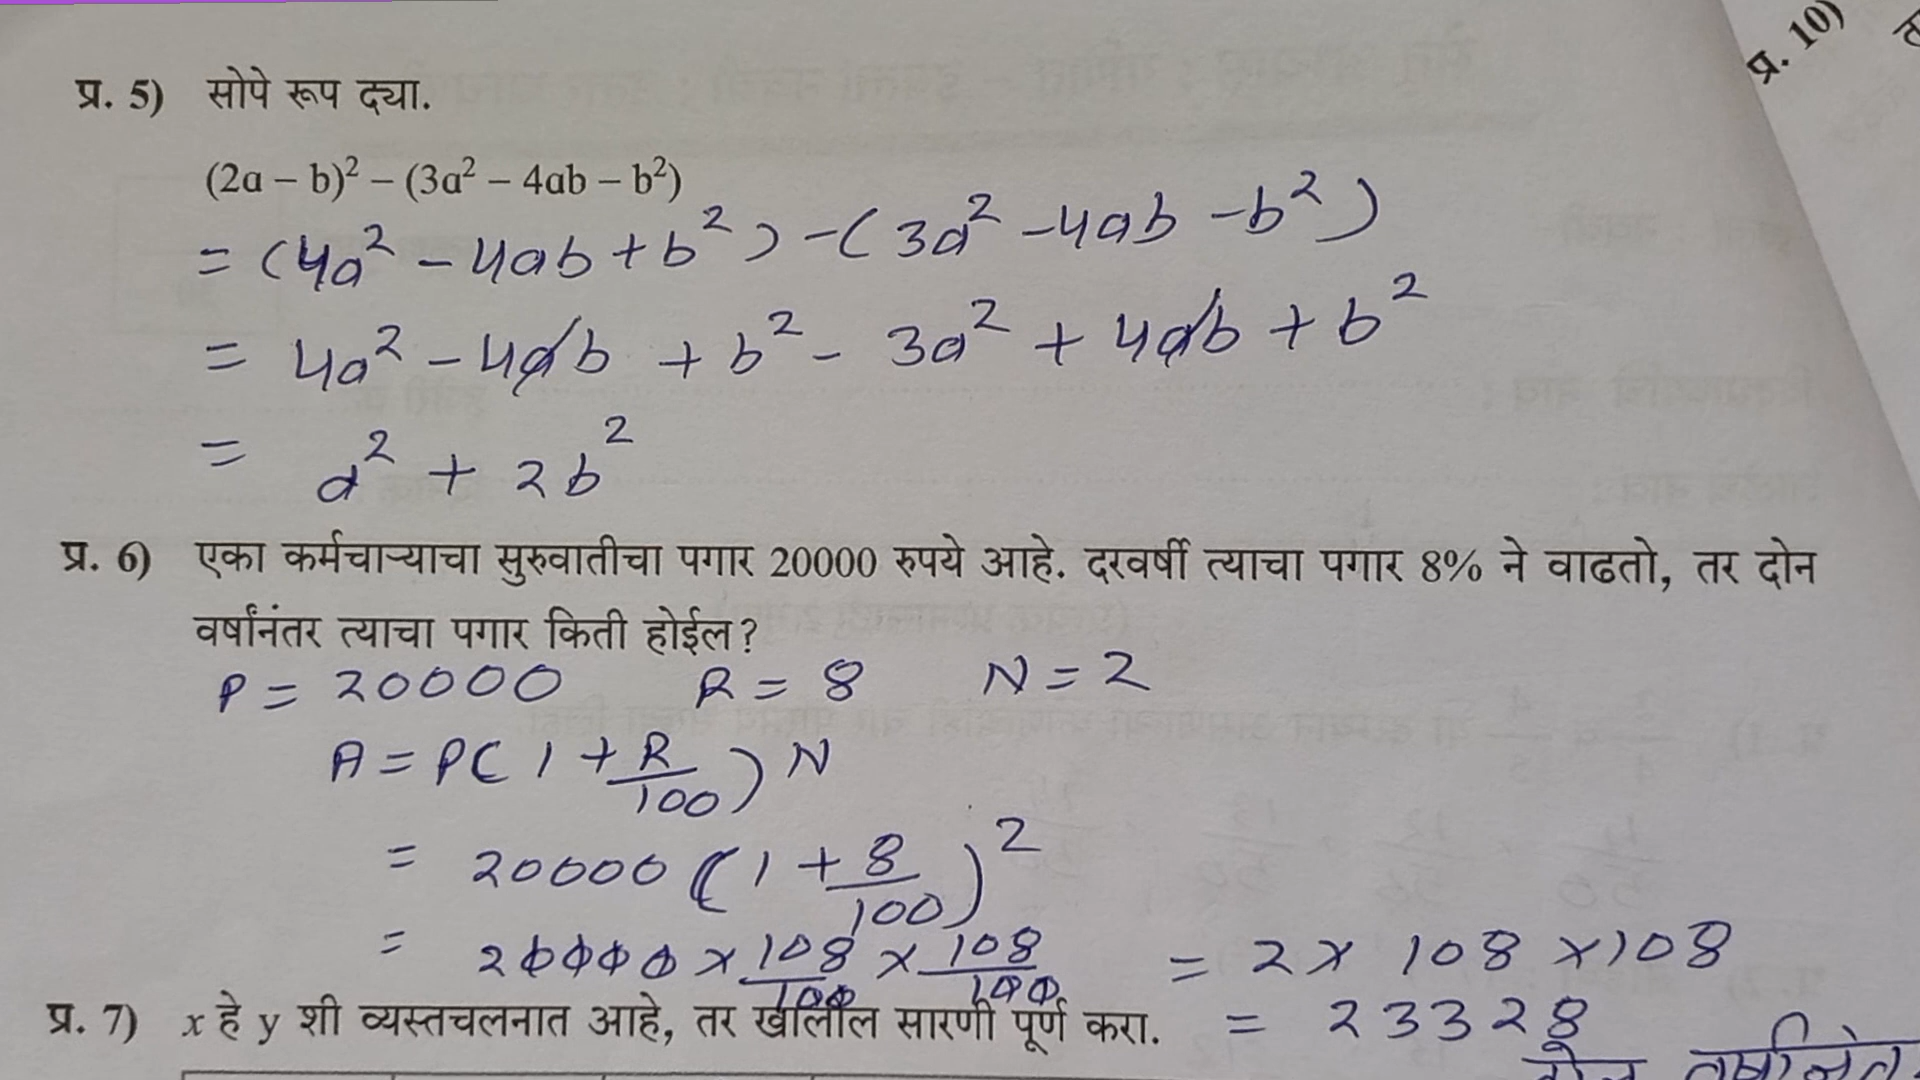 प्र. 10)
प्र. 5) सोपे रूप द्या.
(2a – b)² – (3a² – 4ab – b²)
= (4a² - 4ab + b²) - (3a² - 4ab - b²)
= 4a² - 4ab + b² - 3a² + 4ab + b²
= a² + 2b²
प्र. 6) एका कर्मचाऱ्याचा सुरुवातीचा पगार 20000 रुपये आहे. दरवर्षी त्याचा पगार 8% ने वाढतो, तर दोन
वर्षांनंतर त्याचा पगार किती होईल?
P = 20000 R = 8 N = 2
A = P(1 + R/100)N
= 20000 (1 + 8/100)²
= 20000 × 108/100 × 108/100 = 2 × 108 × 108
प्र. 7) x हे y शी व्यस्तचलनात आहे, तर खालील सारणी पूर्ण करा. = 23328